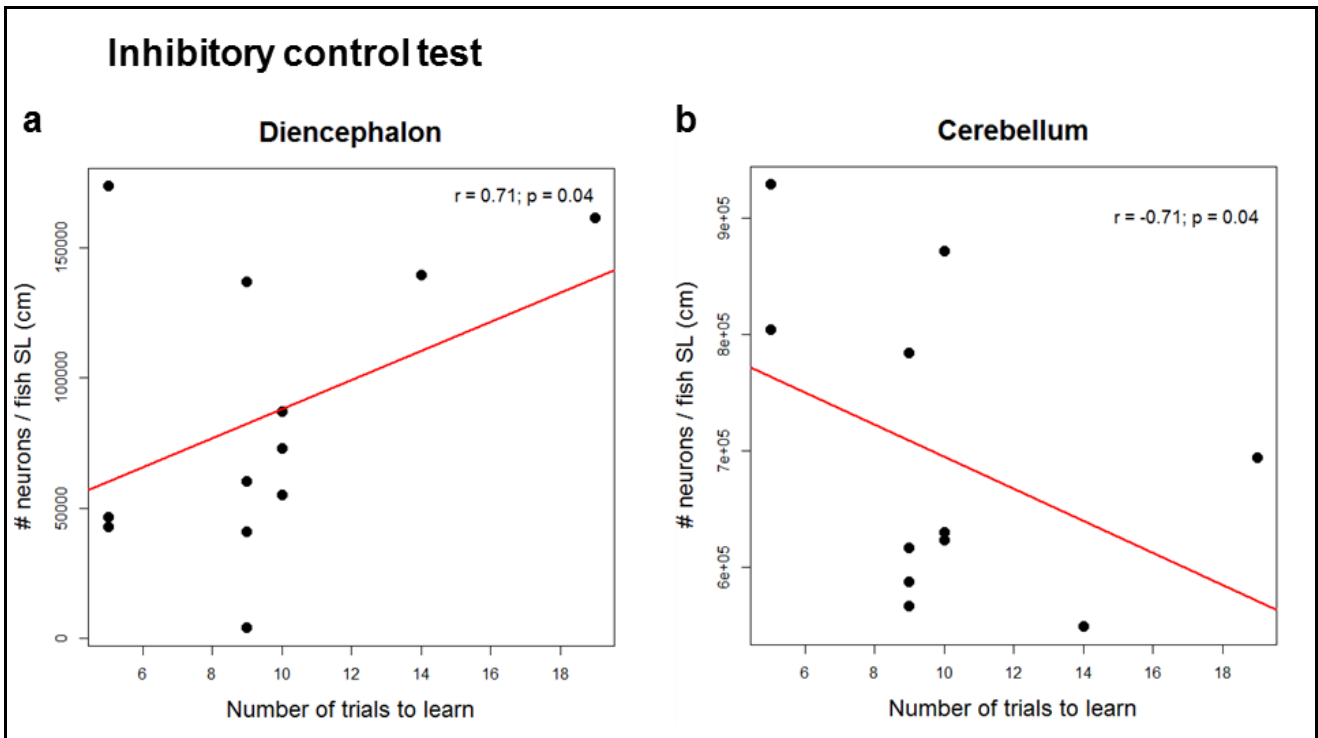 Inhibitory control test
a
Diencephalon
r = 0.71; p = 0.04
# neurons / fish SL (cm)
150000
100000
50000
0
6 8 10 12 14 16 18
Number of trials to learn
b
Cerebellum
r = -0.71; p = 0.04
# neurons / fish SL (cm)
9e+05
8e+05
7e+05
6e+05
6 8 10 12 14 16 18
Number of trials to learn